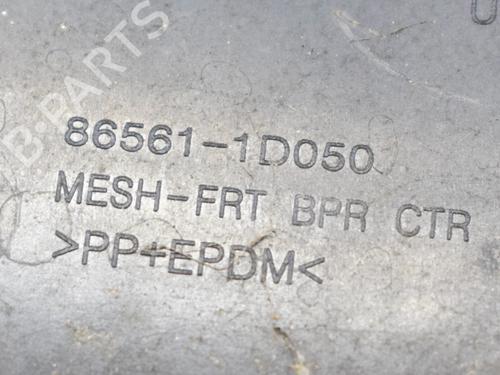 B-PARTS
86561-1D050
MESH-FRT BPR CTR
>PP+EPDM<